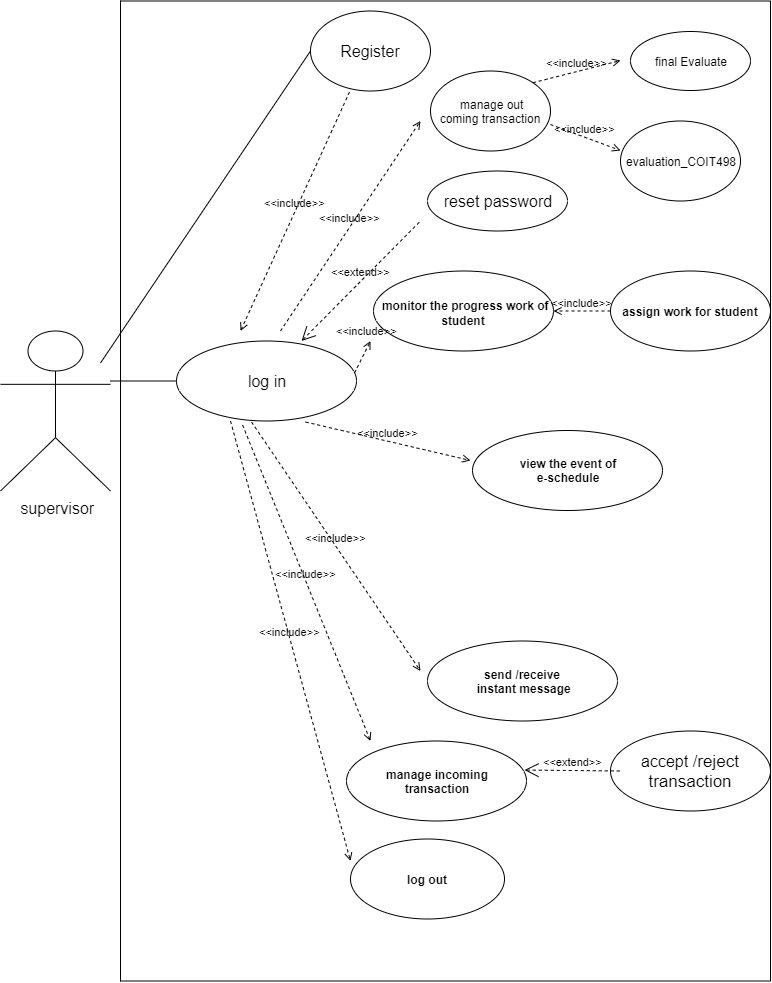 Register
<<include>>
final Evaluate
manage out
coming transaction
<<include>>
evaluation_COIT498
<<include>>
reset password
<<include>>
<<extend>>
monitor the progress work of
student
<<include>>
assign work for student
<<include>>
log in
<<include>>
view the event of
e-schedule
supervisor
<<include>>
<<include>>
<<include>>
send /receive
instant message
manage incoming
transaction
<<extend>>
accept /reject
transaction
log out